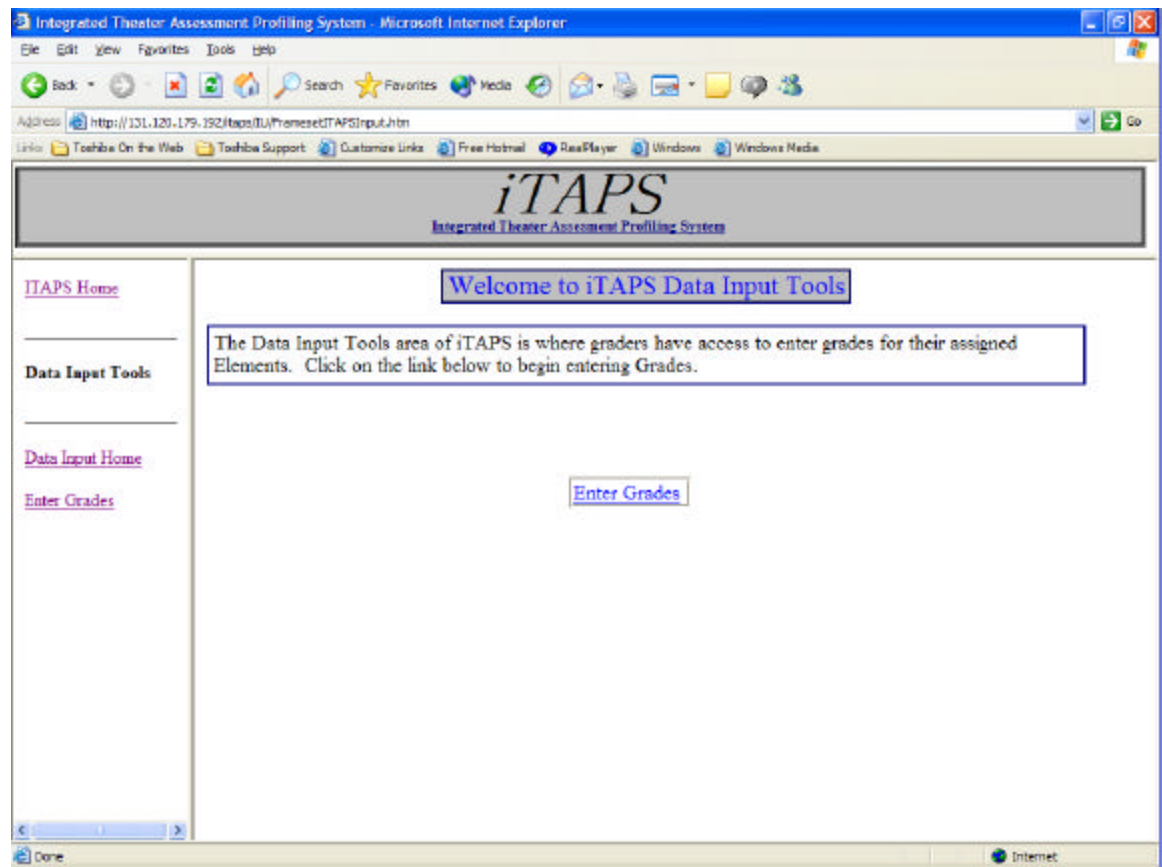 Integrated Theater Assessment Profiling System - Microsoft Internet Explorer
File Edit View Favorites Tools Help
Back Search Favorites Media
Address http://131.120.179.192/itaps/IU/FramesetITAPSInput.htm Go
Links Toshiba On the Web Toshiba Support Customize Links Free Hotmail RealPlayer Windows Windows Media
iTAPS
Integrated Theater Assessment Profiling System
ITAPS Home
Data Input Tools
Data Input Home
Enter Grades
Welcome to iTAPS Data Input Tools
The Data Input Tools area of iTAPS is where graders have access to enter grades for their assigned
Elements. Click on the link below to begin entering Grades.
Enter Grades
Done Internet